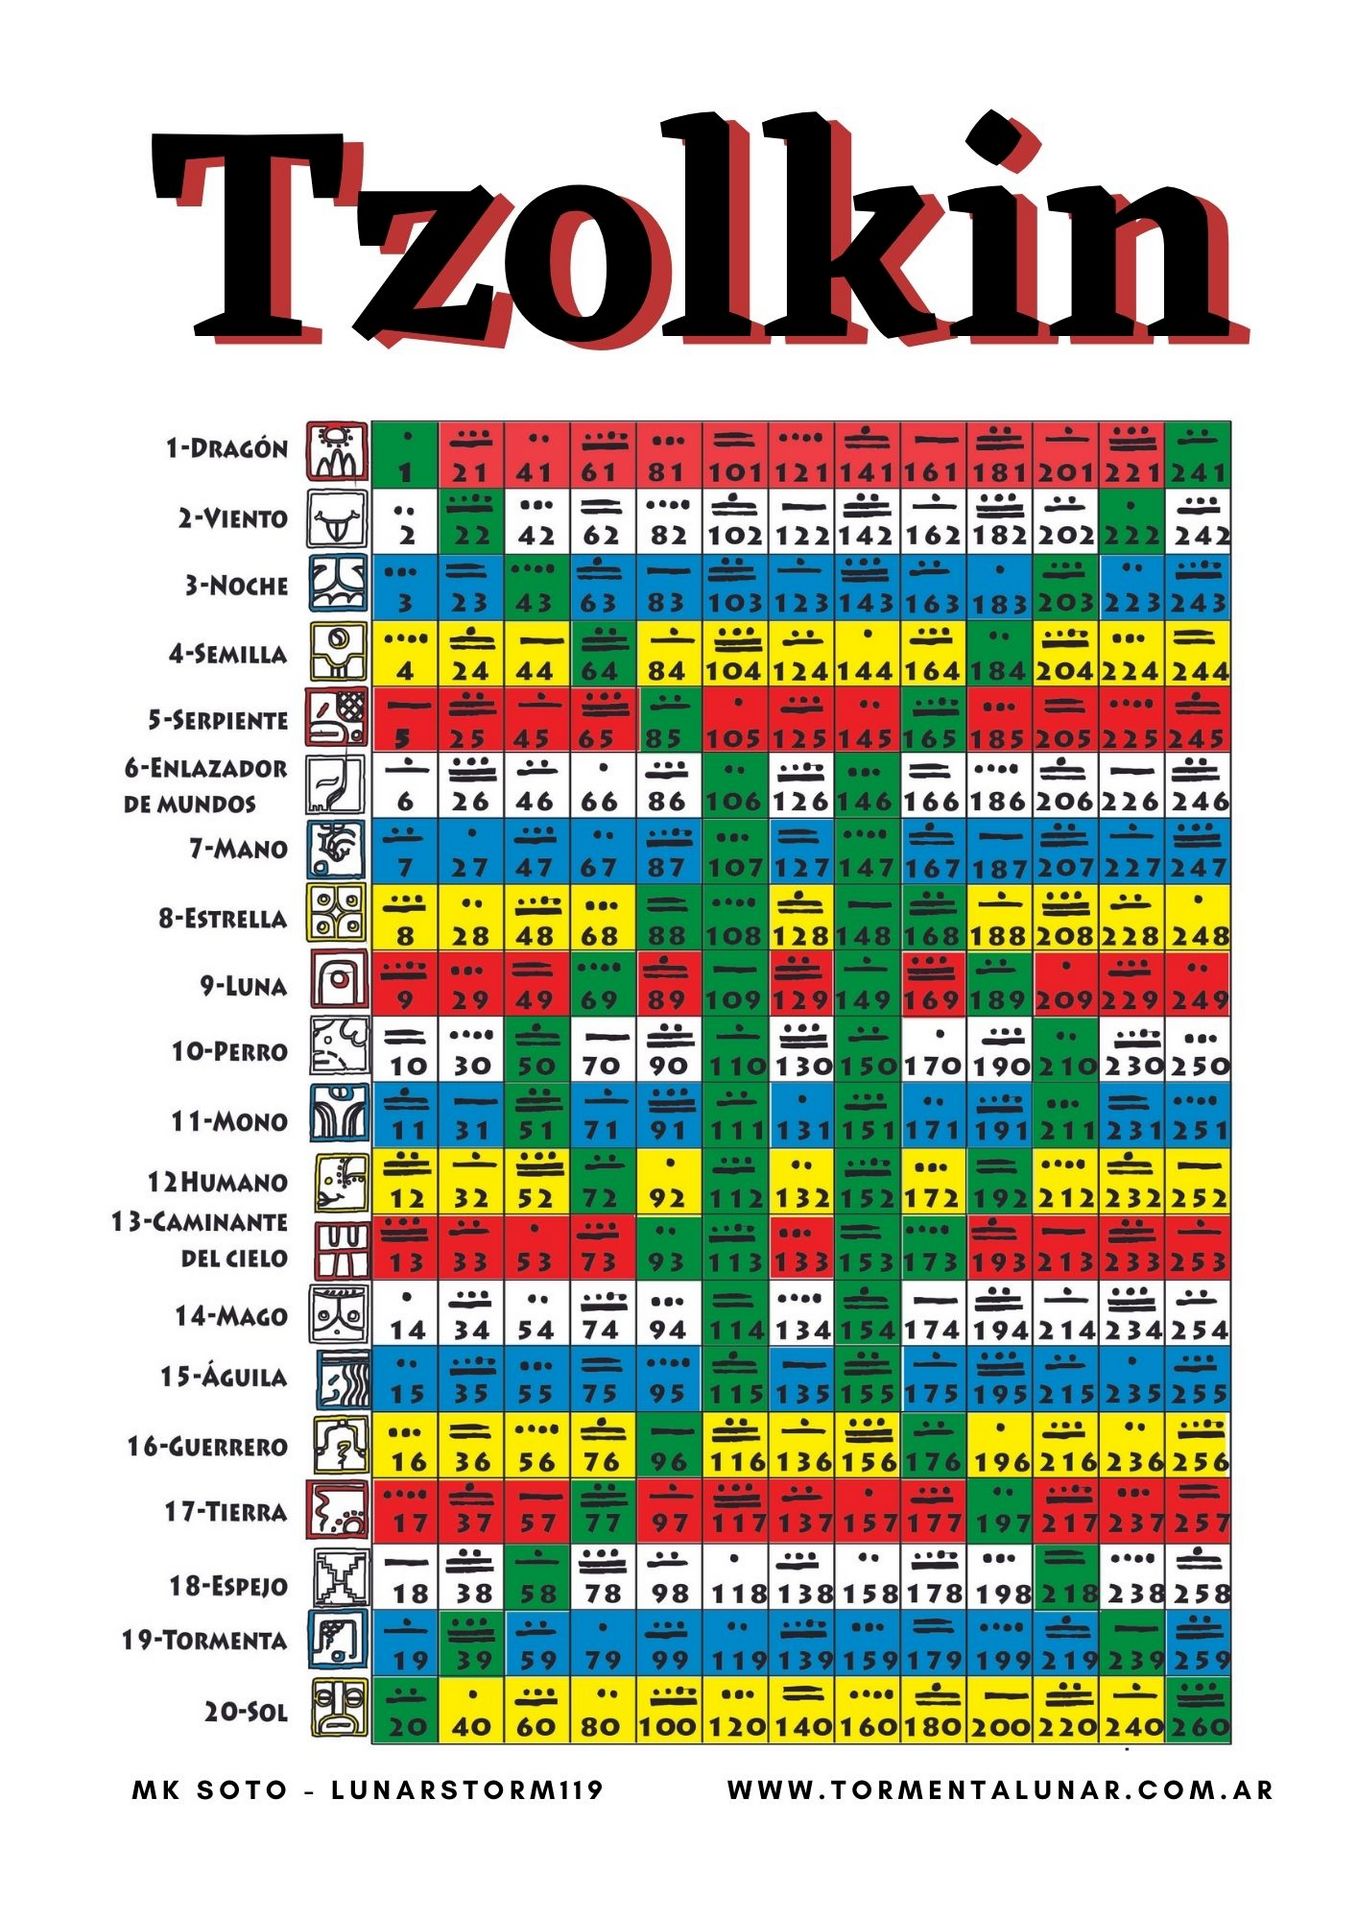 Tzolkin
1-DRAGÓN 1 21 41 61 81 101 121 141 161 181 201 221 241
2-VIENTO 2 22 42 62 82 102 122 142 162 182 202 222 242
3-NOCHE 3 23 43 63 83 103 123 143 163 183 203 223 243
4-SEMILLA 4 24 44 64 84 104 124 144 164 184 204 224 244
5-SERPIENTE 5 25 45 65 85 105 125 145 165 185 205 225 245
6-ENLAZADOR
DE MUNDOS 6 26 46 66 86 106 126 146 166 186 206 226 246
7-MANO 7 27 47 67 87 107 127 147 167 187 207 227 247
8-ESTRELLA 8 28 48 68 88 108 128 148 168 188 208 228 248
9-LUNA 9 29 49 69 89 109 129 149 169 189 209 229 249
10-PERRO 10 30 50 70 90 110 130 150 170 190 210 230 250
11-MONO 11 31 51 71 91 111 131 151 171 191 211 231 251
12HUMANO 12 32 52 72 92 112 132 152 172 192 212 232 252
13-CAMINANTE
DEL CIELO 13 33 53 73 93 113 133 153 173 193 213 233 253
14-MAGO 14 34 54 74 94 114 134 154 174 194 214 234 254
15-ÁGUILA 15 35 55 75 95 115 135 155 175 195 215 235 255
16-GUERRERO 16 36 56 76 96 116 136 156 176 196 216 236 256
17-TIERRA 17 37 57 77 97 117 137 157 177 197 217 237 257
18-ESPEJO 18 38 58 78 98 118 138 158 178 198 218 238 258
19-TORMENTA 19 39 59 79 99 119 139 159 179 199 219 239 259
20-SOL 20 40 60 80 100 120 140 160 180 200 220 240 260
MK SOTO - LUNARSTORM119 WWW.TORMENTALUNAR.COM.AR